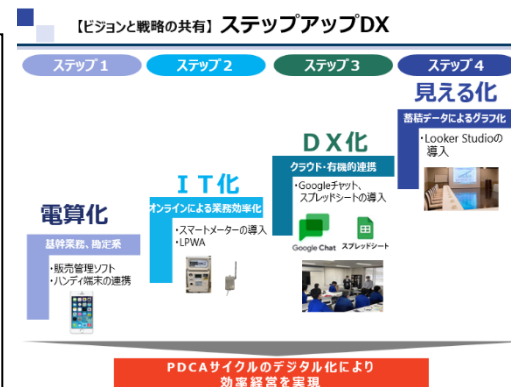 【ビジョンと戦略の共有】ステップアップDX
ステップ1
ステップ2
ステップ3
ステップ4
電算化
基幹業務、勘定系
・販売管理ソフト
・ハンディ端末の連携
IT化
オンラインによる業務効率化
・スマートメーターの導入
・LPWA
DX化
クラウド・有機的連携
・Googleチャット、
スプレッドシートの導入
Google Chat スプレッドシート
見える化
蓄積データによるグラフ化
・Looker Studioの
導入
PDCAサイクルのデジタル化により
効率経営を実現